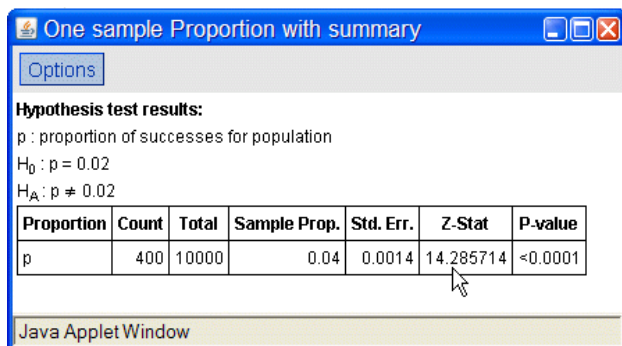 One sample Proportion with summary
Options
Hypothesis test results:
p : proportion of successes for population
H₀ : p = 0.02
Hₐ : p ≠ 0.02
Proportion Count Total Sample Prop. Std. Err. Z-Stat P-value
p 400 10000 0.04 0.0014 14.285714 <0.0001
Java Applet Window